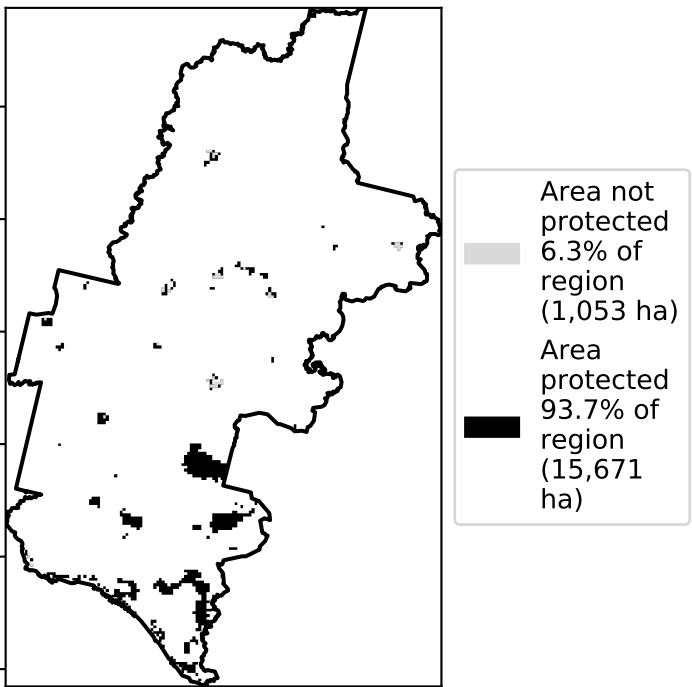 Area not
protected
6.3% of
region
(1,053 ha)
Area
protected
93.7% of
region
(15,671
ha)